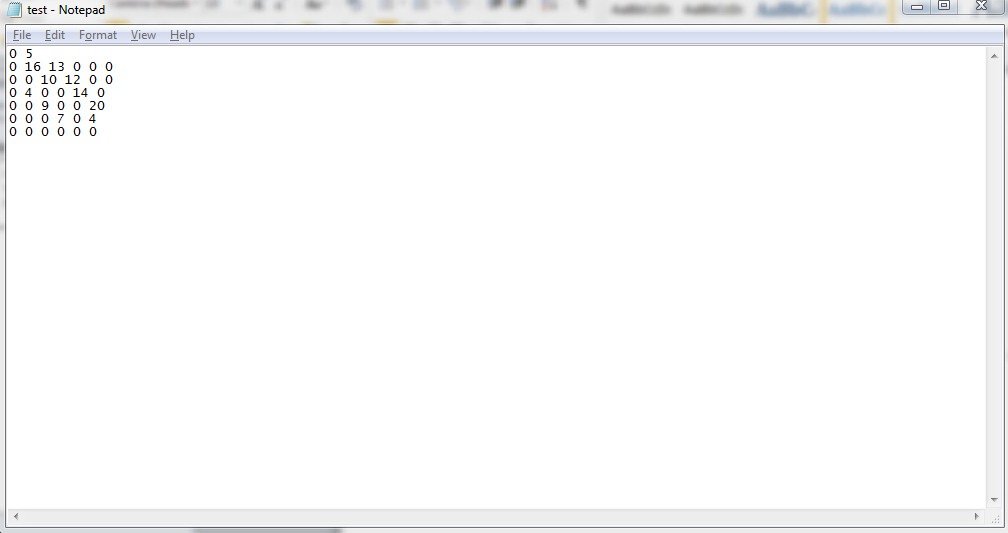 test - Notepad
File Edit Format View Help
0 5
0 16 13 0 0 0
0 0 10 12 0 0
0 4 0 0 14 0
0 0 9 0 0 20
0 0 0 7 0 4
0 0 0 0 0 0